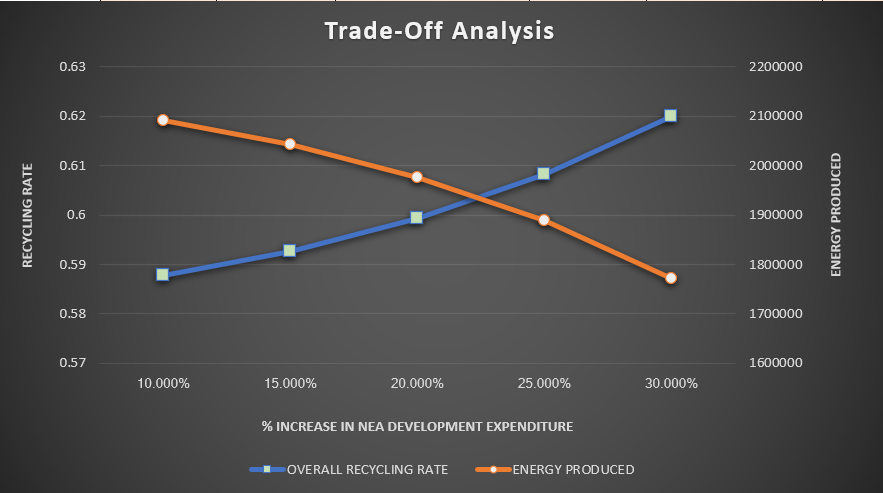 Trade-Off Analysis
0.63
0.62
0.61
0.6
0.59
0.58
0.57
RECYCLING RATE
2200000
2100000
2000000
1900000
1800000
1700000
1600000
ENERGY PRODUCED
10.000% 15.000% 20.000% 25.000% 30.000%
% INCREASE IN NEA DEVELOPMENT EXPENDITURE
OVERALL RECYCLING RATE ENERGY PRODUCED